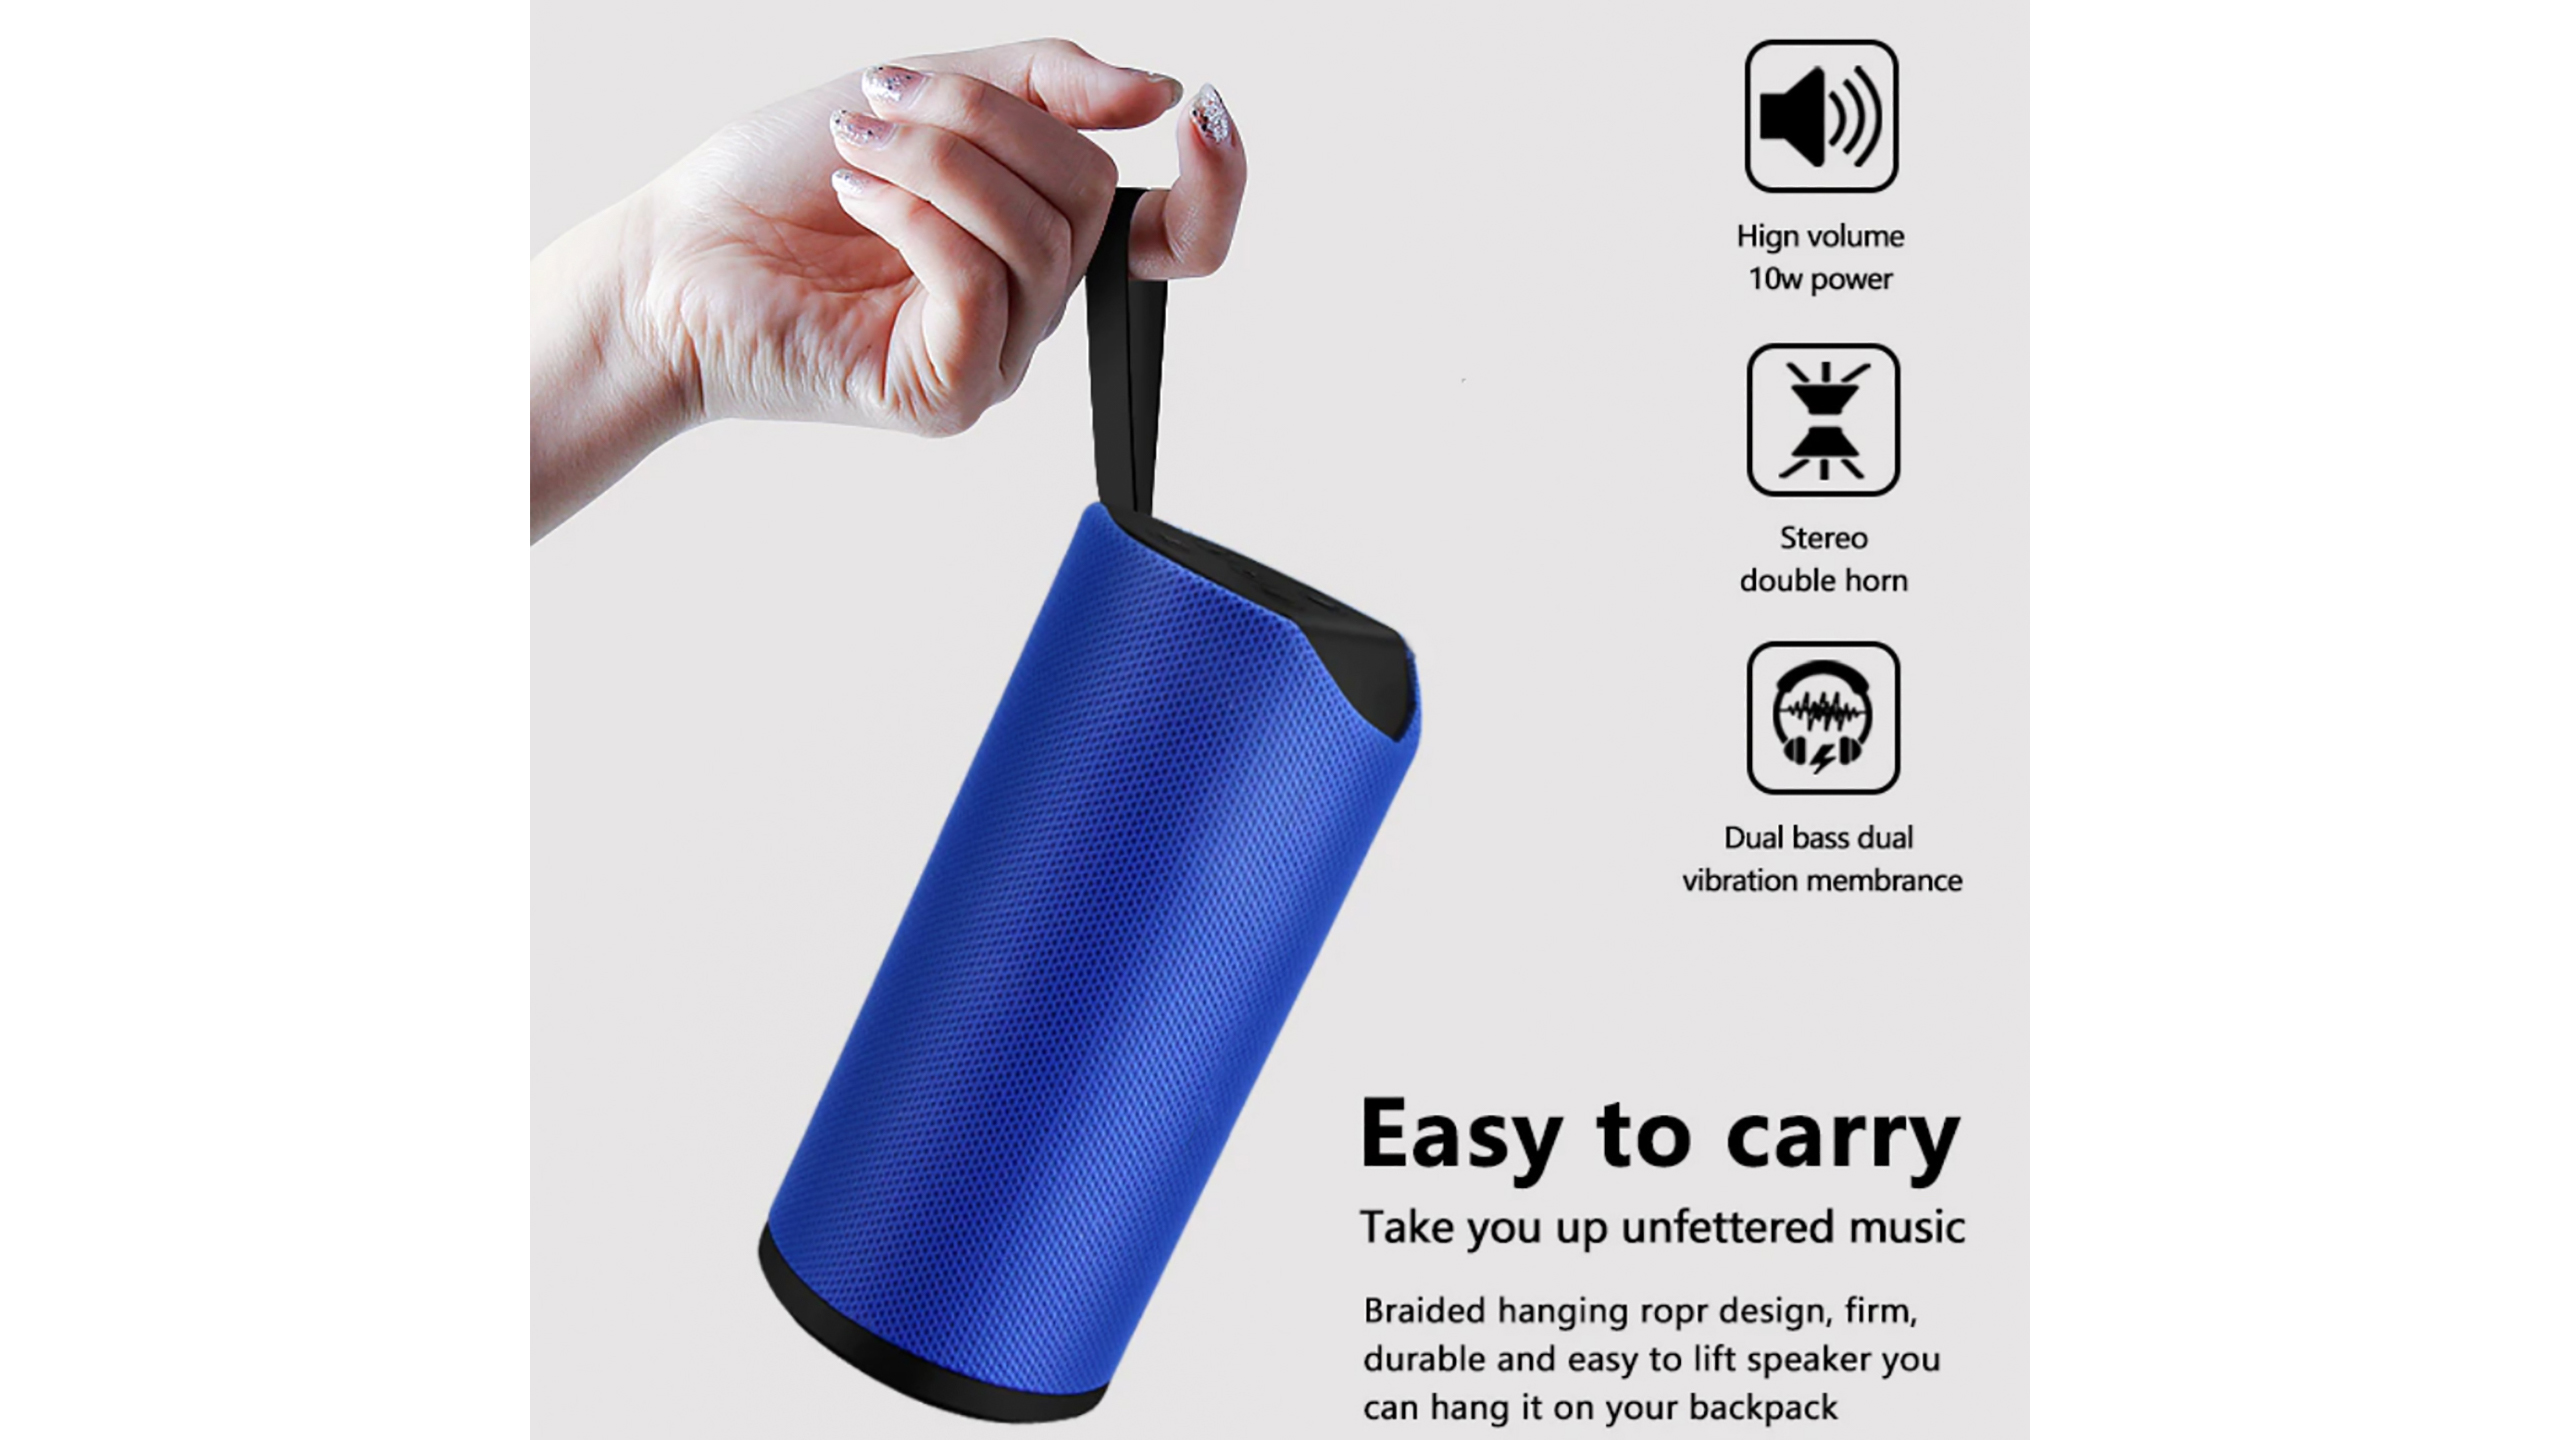 Hign volume
10w power
Stereo
double horn
Dual bass dual
vibration membrance
Easy to carry
Take you up unfettered music
Braided hanging ropr design, firm,
durable and easy to lift speaker you
can hang it on your backpack